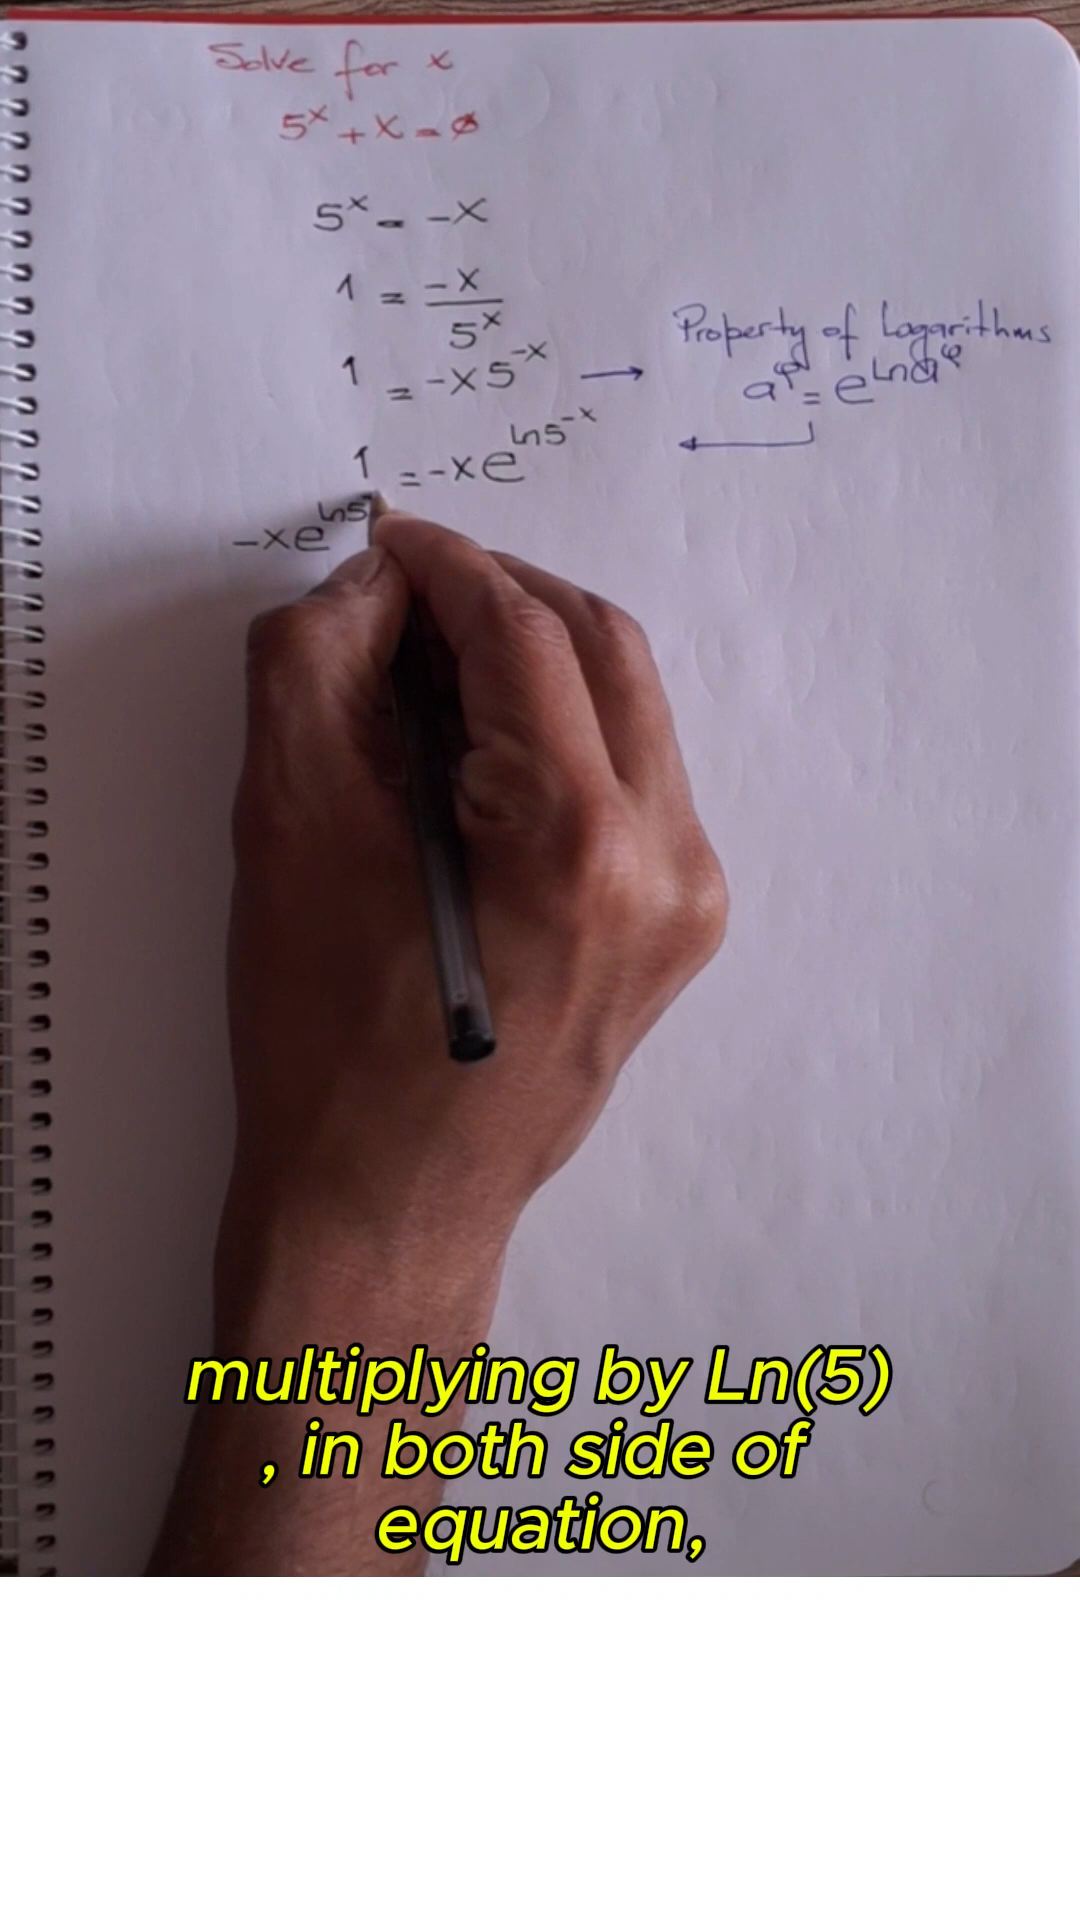 Solve for x
5^x + x = 0
5^x = -x
1 = -x/5^x
1 = -x5^-x → Property of Logarithms
a^φ = e^Lna^φ
1 = -xe^ln5^-x ←
-xe^ln5
multiplying by Ln(5)
, in both side of
equation,